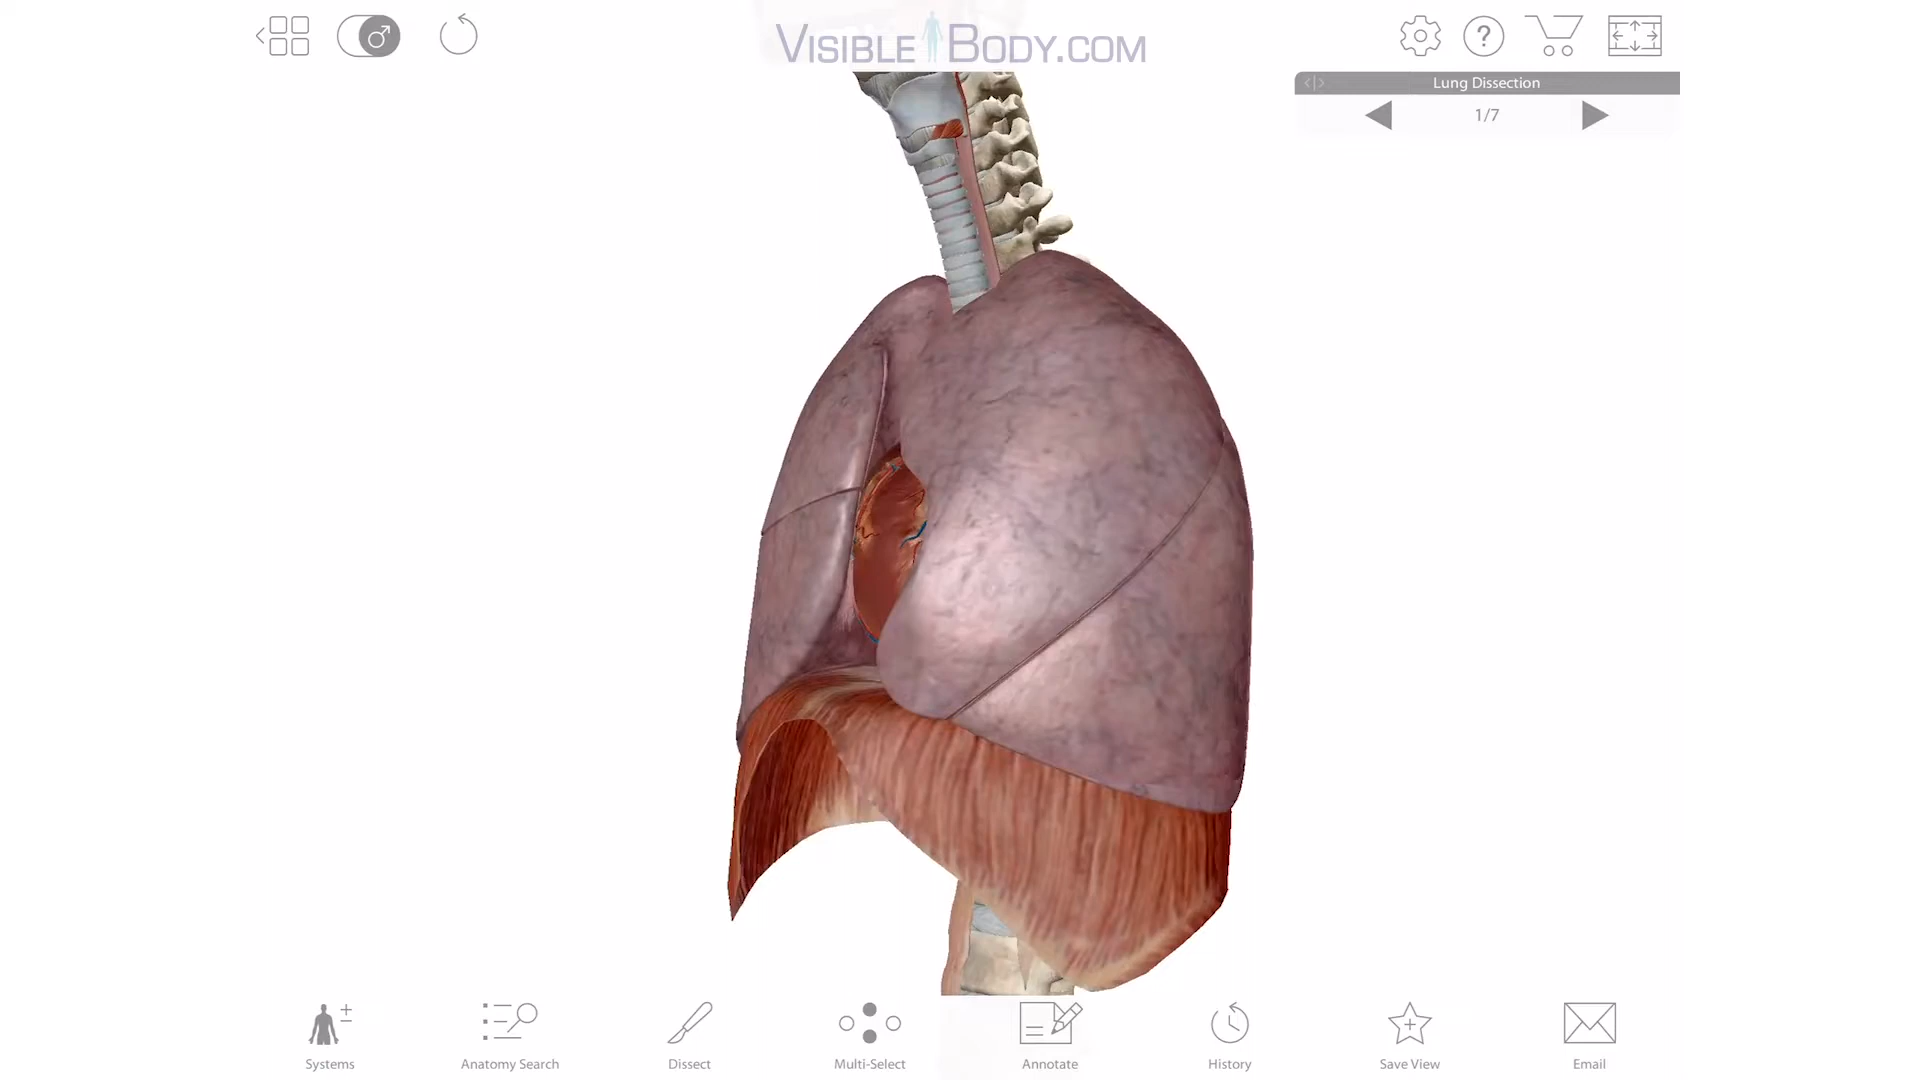 VISIBLE BODY.COM
Lung Dissection
1/7
Systems
Anatomy Search
Dissect
Multi-Select
Annotate
History
Save View
Email